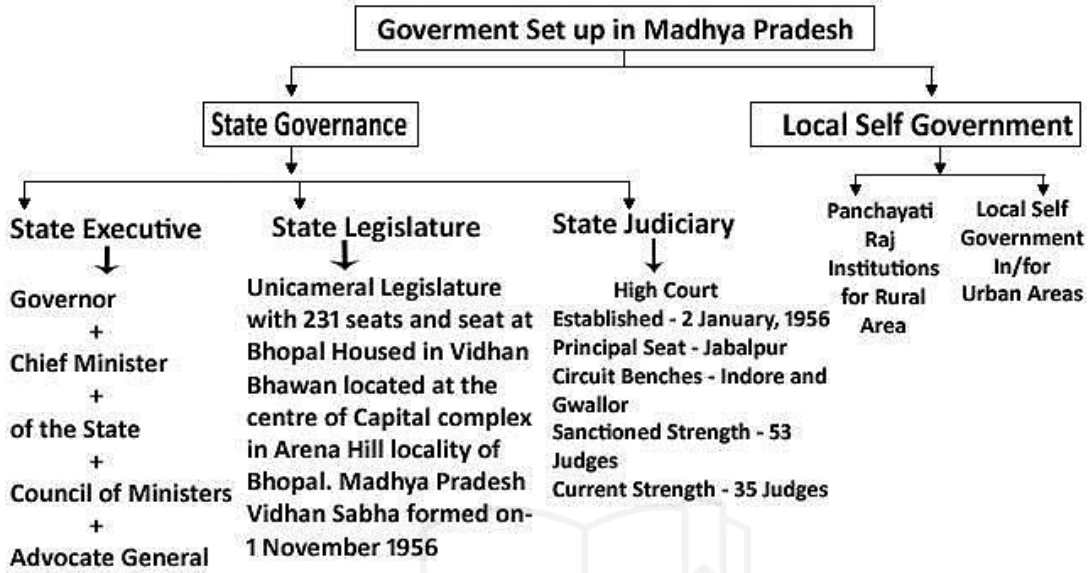 Goverment Set up in Madhya Pradesh
State Governance
Local Self Government
State Executive
Governor
+
Chief Minister
+
of the State
+
Council of Ministers
+
Advocate General
State Legislature
Unicameral Legislature
with 231 seats and seat at
Bhopal Housed in Vidhan
Bhawan located at the
centre of Capital complex
in Arena Hill locality of
Bhopal. Madhya Pradesh
Vidhan Sabha formed on-
1 November 1956
State Judiciary
High Court
Established - 2 January, 1956
Principal Seat - Jabalpur
Circuit Benches - Indore and
Gwallor
Sanctioned Strength - 53
Judges
Current Strength - 35 Judges
Panchayati
Raj
Institutions
for Rural
Area
Local Self
Government
In/for
Urban Areas